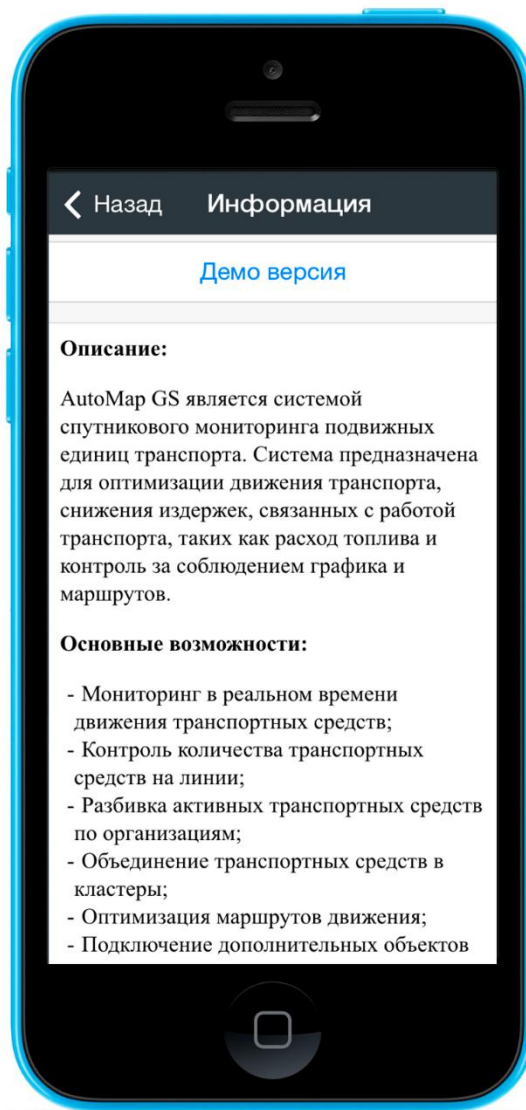 Назад Информация
Демо версия
Описание:
AutoMap GS является системой
спутникового мониторинга подвижных
единиц транспорта. Система предназначена
для оптимизации движения транспорта,
снижения издержек, связанных с работой
транспорта, таких как расход топлива и
контроль за соблюдением графика и
маршрутов.
Основные возможности:
- Мониторинг в реальном времени
движения транспортных средств;
- Контроль количества транспортных
средств на линии;
- Разбивка активных транспортных средств
по организациям;
- Объединение транспортных средств в
кластеры;
- Оптимизация маршрутов движения;
- Подключение дополнительных объектов